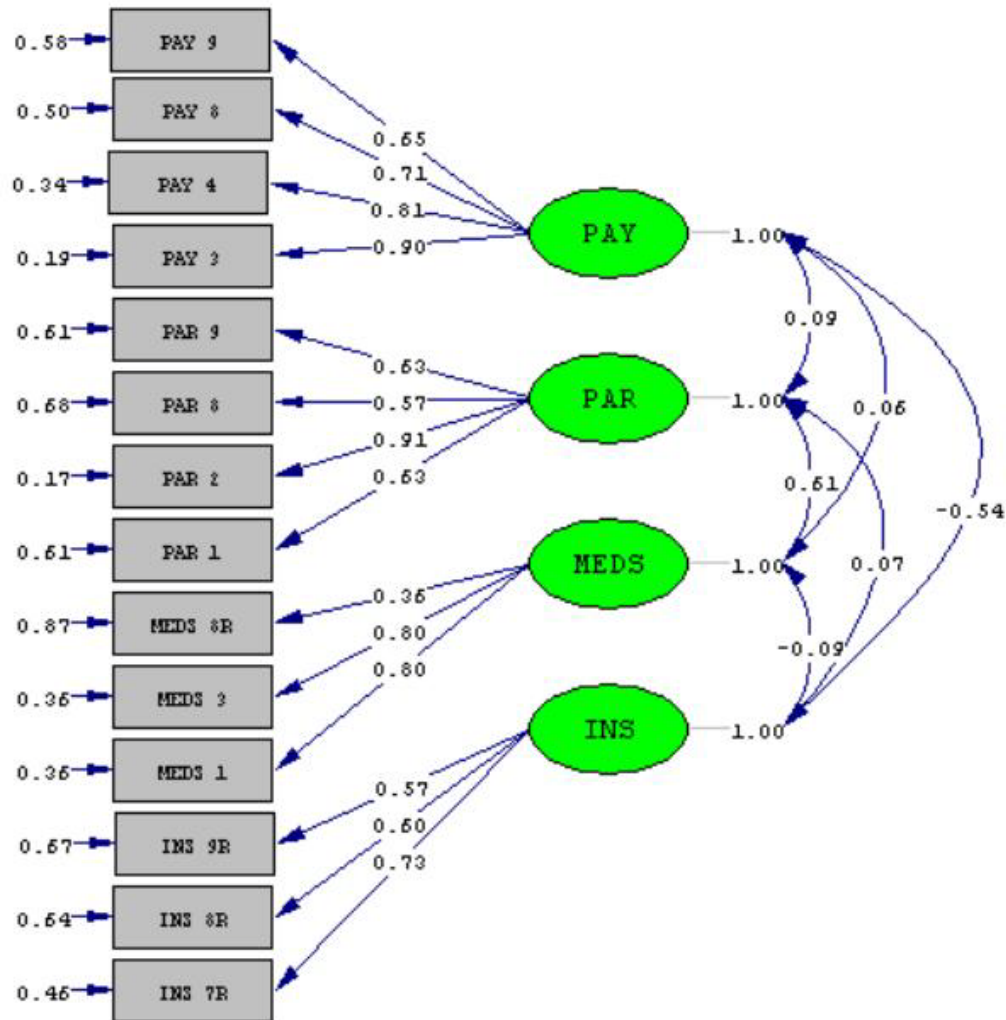 0.58 PAY 9
0.50 PAY 8
0.34 PAY 4
0.19 PAY 3
0.61 PAR 9
0.68 PAR 8
0.17 PAR 2
0.61 PAR 1
0.87 MEDS 8R
0.36 MEDS 3
0.36 MEDS 1
0.67 INS 9R
0.64 INS 8R
0.46 INS 7R
0.65
0.71
0.81
0.90
0.63
0.57
0.91
0.63
0.36
0.80
0.80
0.57
0.60
0.73
PAY 1.00
PAR 1.00
MEDS 1.00
INS 1.00
0.09
0.06
0.61
-0.54
0.07
-0.09